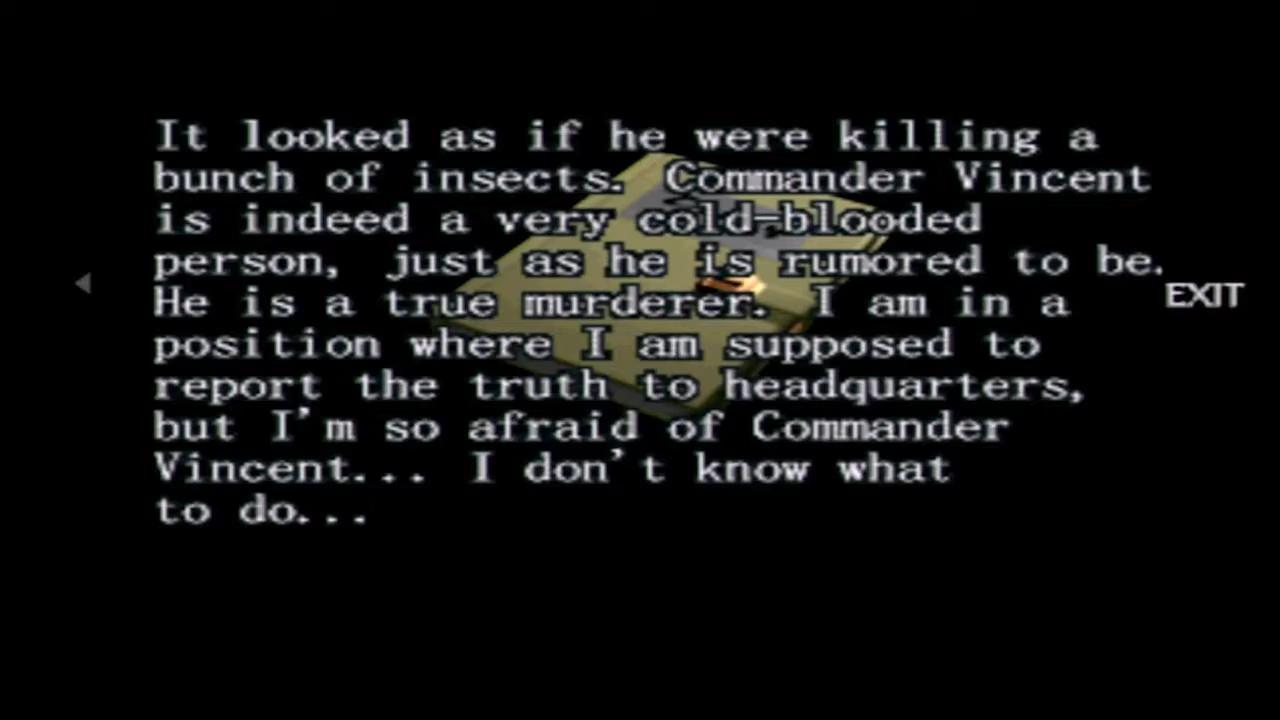 It looked as if he were killing a
bunch of insects. Commander Vincent
is indeed a very cold-blooded
person, just as he is rumored to be.
He is a true murderer. I am in a
position where I am supposed to
report the truth to headquarters,
but I'm so afraid of Commander
Vincent... I don't know what
to do...
EXIT